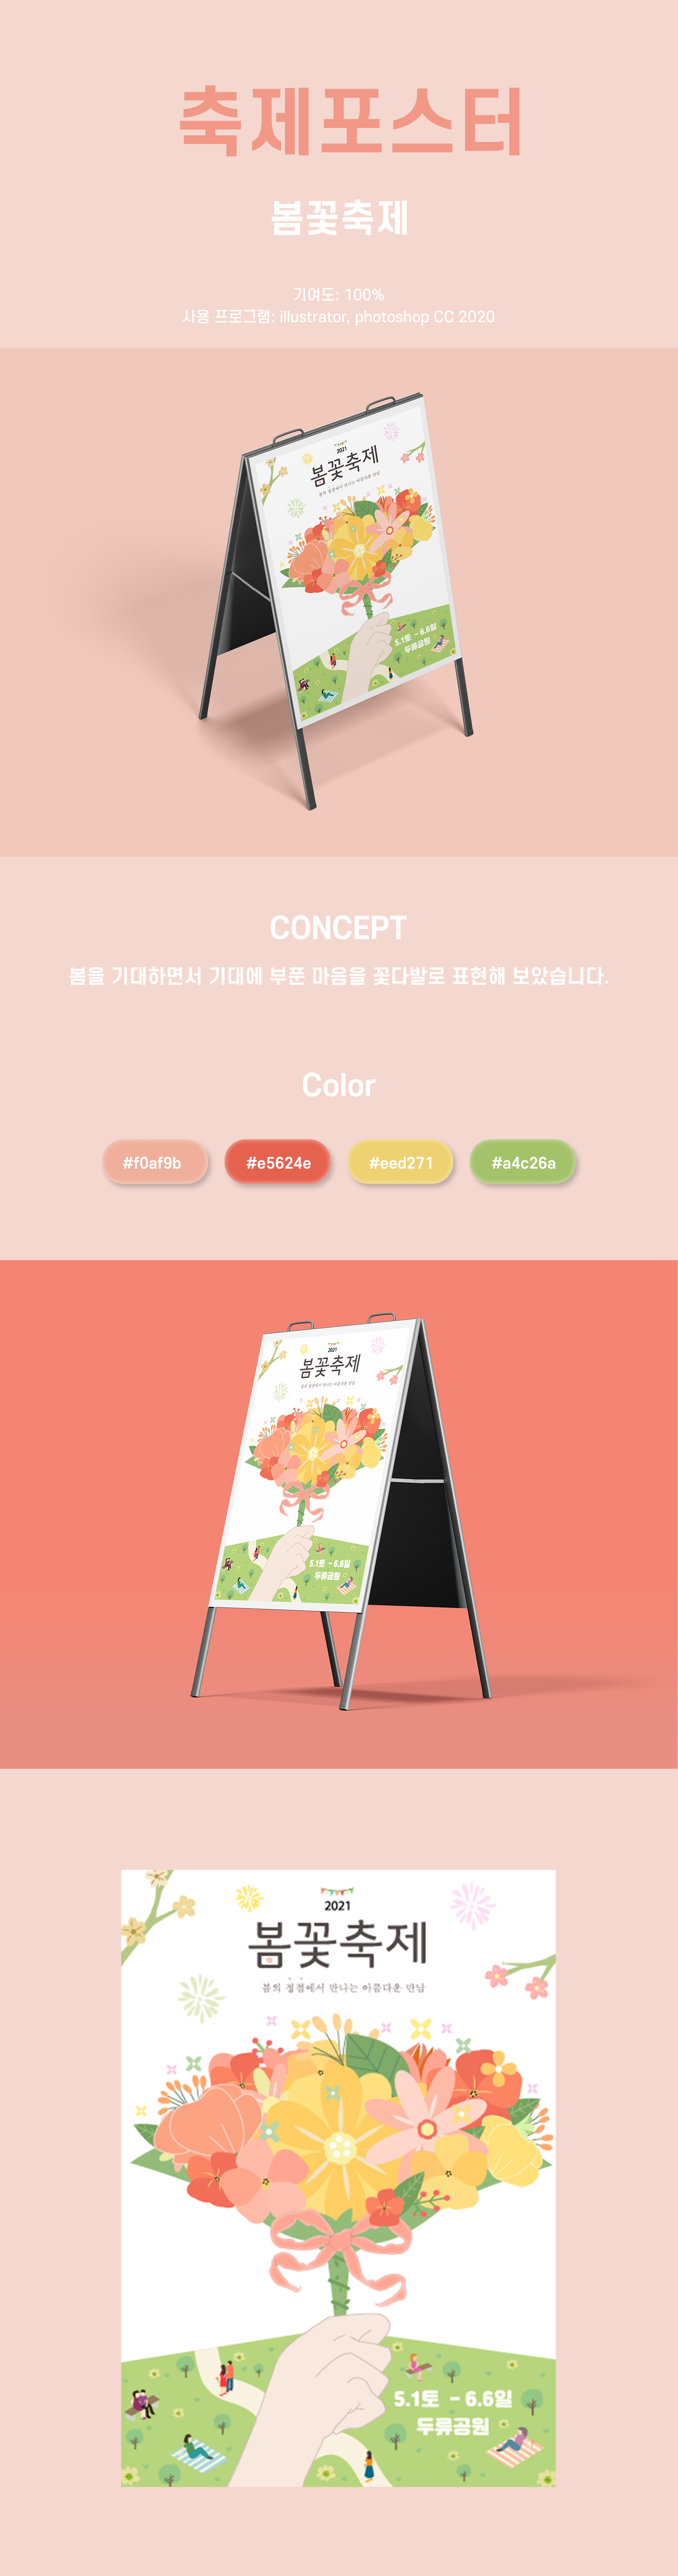 축제포스터
봄꽃축제
기여도: 100%
사용 프로그램: illustrator, photoshop CC 2020
2021
봄꽃축제
봄의 정점에서 만나는 아름다운 만남
5.1토 - 6.6일
두류공원
CONCEPT
봄을 기대하면서 기대에 부푼 마음을 꽃다발로 표현해 보았습니다.
Color
#f0af9b
#e5624e
#eed271
#a4c26a
2021
봄꽃축제
봄의 정점에서 만나는 아름다운 만남
5.1토 - 6.6일
두류공원
2021
봄꽃축제
봄의 정점에서 만나는 아름다운 만남
5.1토 - 6.6일
두류공원